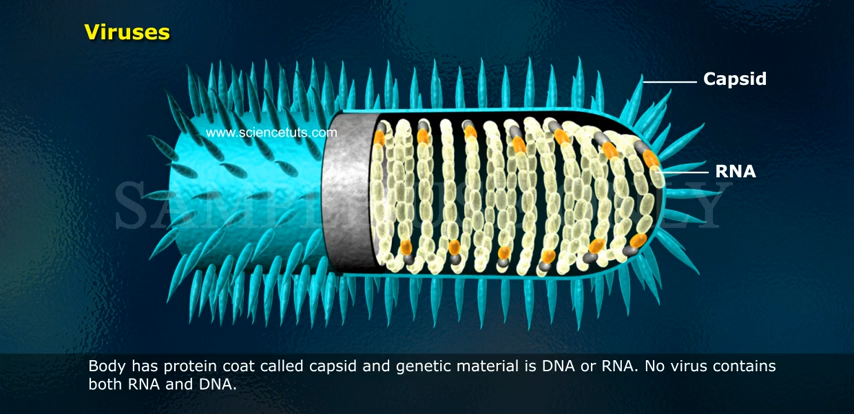 Viruses
Capsid
www.sciencetuts.com
RNA
Body has protein coat called capsid and genetic material is DNA or RNA. No virus contains
both RNA and DNA.